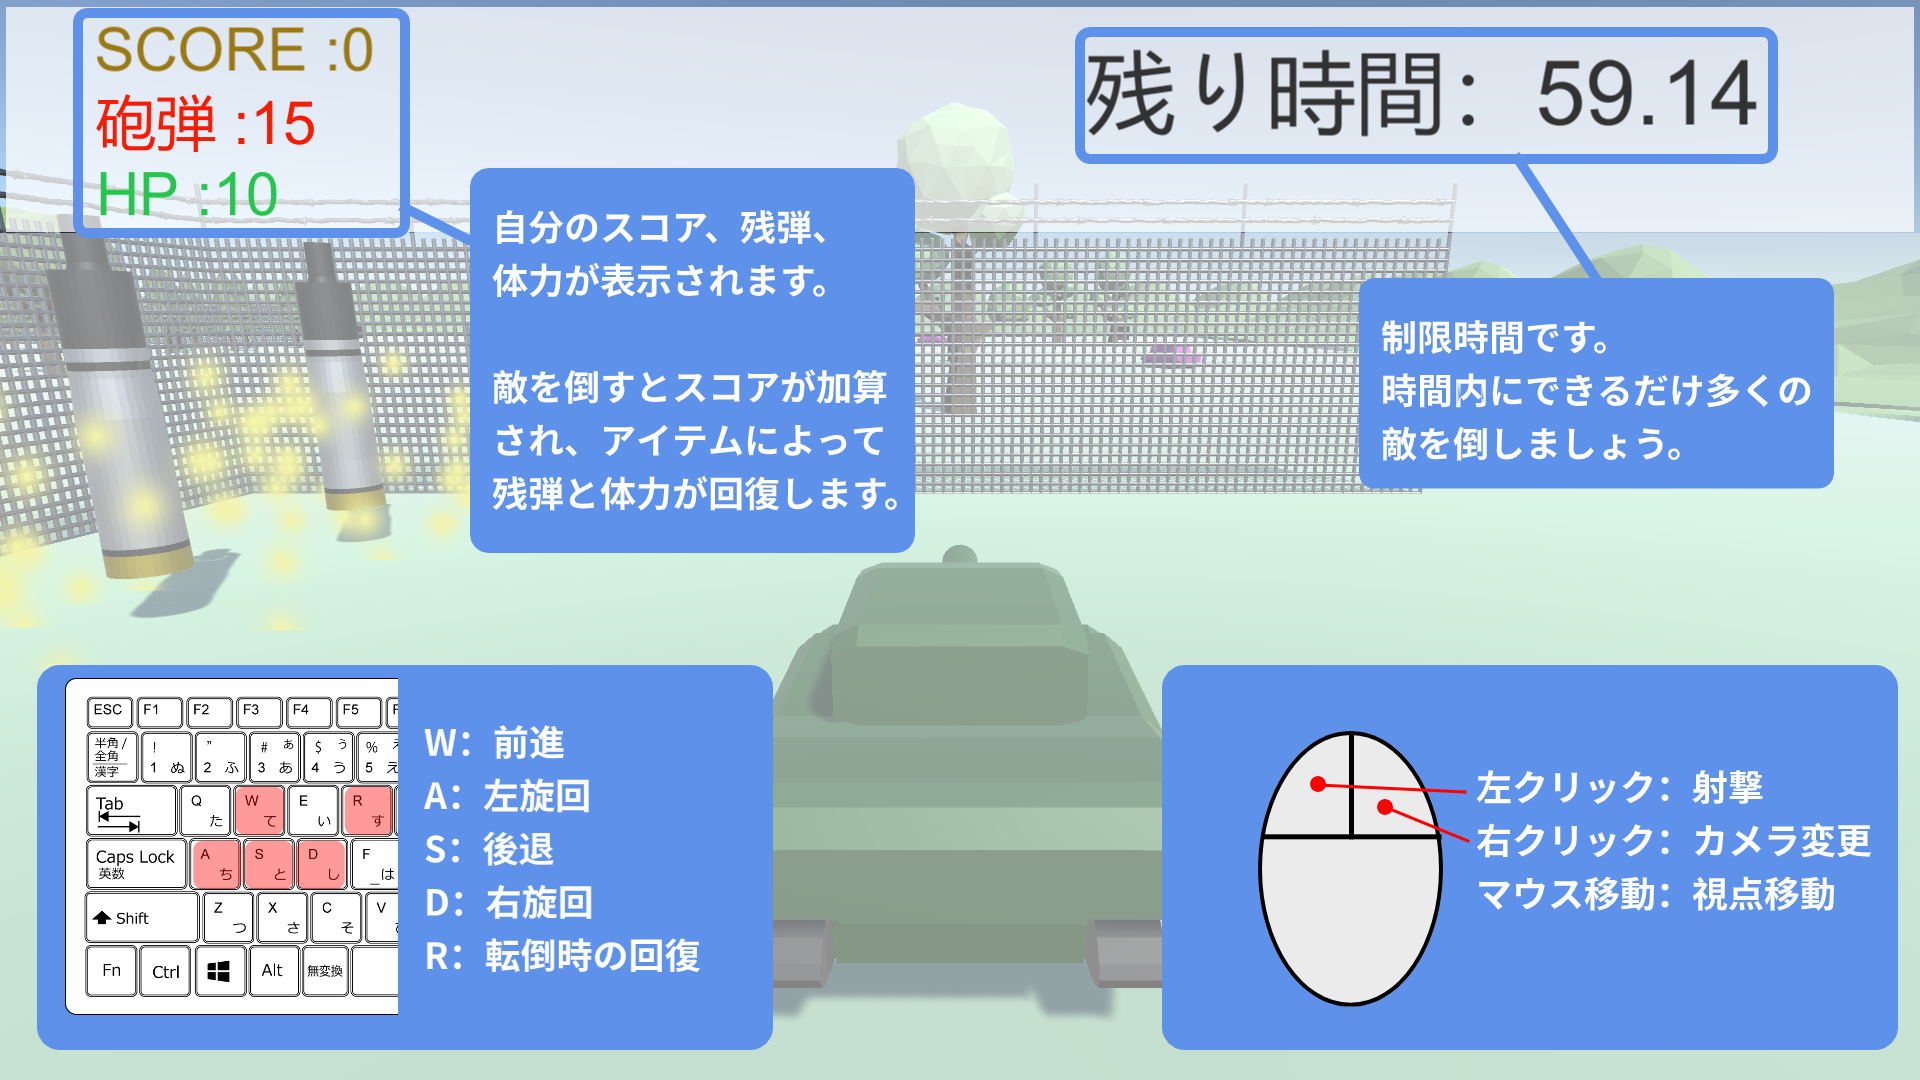 SCORE :0
砲弾 :15
HP :10
残り時間：59.14
自分のスコア、残弾、
体力が表示されます。
敵を倒すとスコアが加算
され、アイテムによって
残弾と体力が回復します。
制限時間です。
時間内にできるだけ多くの
敵を倒しましょう。
ESC F1 F2 F3 F4 F5
半角/全角 漢字 ! 1 ぬ " 2 ふ # あ 3 あ $ う 4 う % え 5 え
Tab Q た W て E い R す
Caps Lock 英数 A ち S と D し F _は
Shift Z つ X さ C そ V
Fn Ctrl Alt 無変換
W：前進
A：左旋回
S：後退
D：右旋回
R：転倒時の回復
左クリック：射撃
右クリック：カメラ変更
マウス移動：視点移動